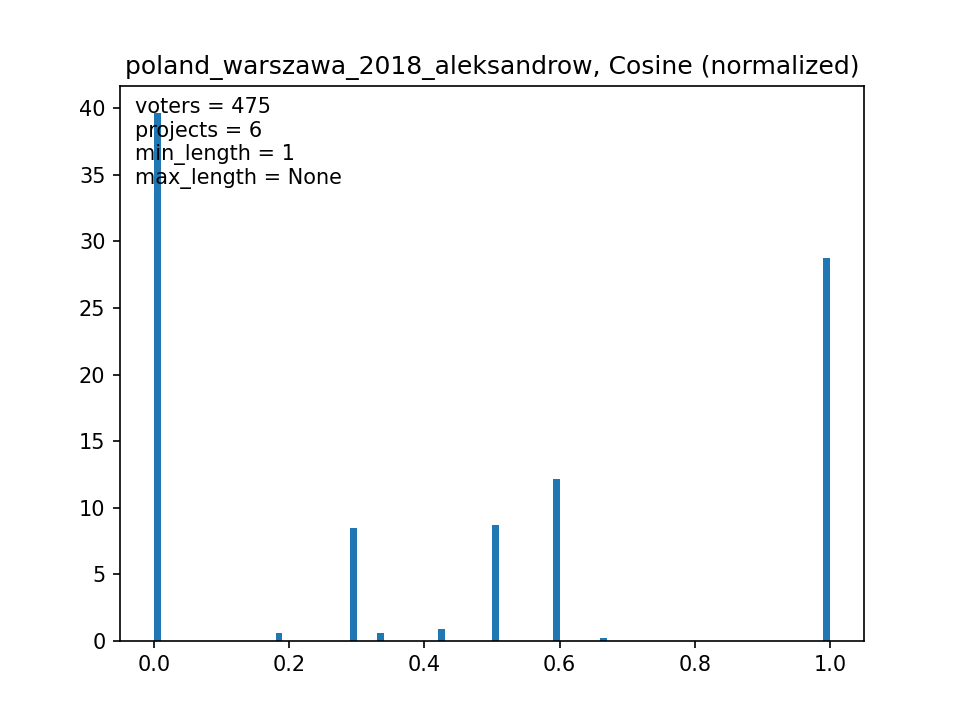 poland_warszawa_2018_aleksandrow, Cosine (normalized)
voters = 475
projects = 6
min_length = 1
max_length = None
40
35
30
25
20
15
10
5
0
0.0 0.2 0.4 0.6 0.8 1.0